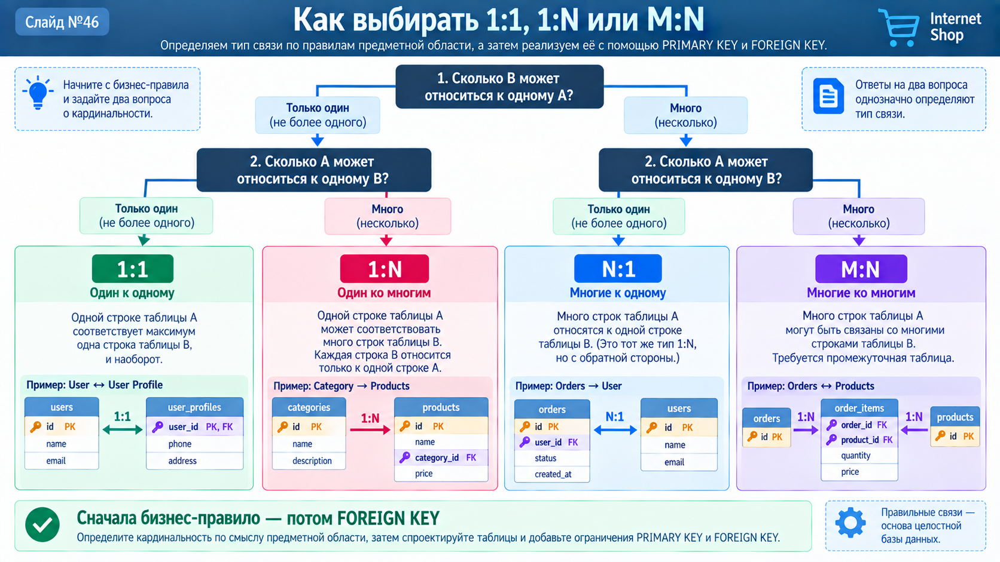 Слайд №46
Как выбирать 1:1, 1:N или M:N
Определяем тип связи по правилам предметной области, а затем реализуем её с помощью PRIMARY KEY и FOREIGN KEY.
Internet
Shop
Начните с бизнес-правила
и задайте два вопроса
о кардинальности.
1. Сколько B может
относиться к одному A?
Ответы на два вопроса
однозначно определяют
тип связи.
Только один
(не более одного)
Много
(несколько)
2. Сколько A может
относиться к одному B?
2. Сколько A может
относиться к одному B?
Только один
(не более одного)
Много
(несколько)
Только один
(не более одного)
Много
(несколько)
1:1
Один к одному
Одной строке таблицы A
соответствует максимум
одна строка таблицы B,
и наоборот.
Пример: User ↔ User Profile
users
id PK
name
email
1:1
user_profiles
user_id PK, FK
phone
address
1:N
Один ко многим
Одной строке таблицы A
может соответствовать
много строк таблицы B.
Каждая строка B относится
только к одной строке A.
Пример: Category → Products
categories
id PK
name
description
1:N
products
id PK
name
category_id FK
price
N:1
Многие к одному
Много строк таблицы A
относятся к одной строке
таблицы B. (Это тот же тип 1:N,
но с обратной стороны.)
Пример: Orders → User
orders
id PK
user_id FK
status
created_at
N:1
users
id PK
name
email
M:N
Многие ко многим
Много строк таблицы A
могут быть связаны со многими
строками таблицы B.
Требуется промежуточная таблица.
Пример: Orders ↔ Products
orders
id PK
1:N
order_items
order_id FK
product_id FK
quantity
price
1:N
products
id PK
Сначала бизнес-правило — потом FOREIGN KEY
Определите кардинальность по смыслу предметной области, затем спроектируйте таблицы и добавьте ограничения PRIMARY KEY и FOREIGN KEY.
Правильные связи —
основа целостной
базы данных.